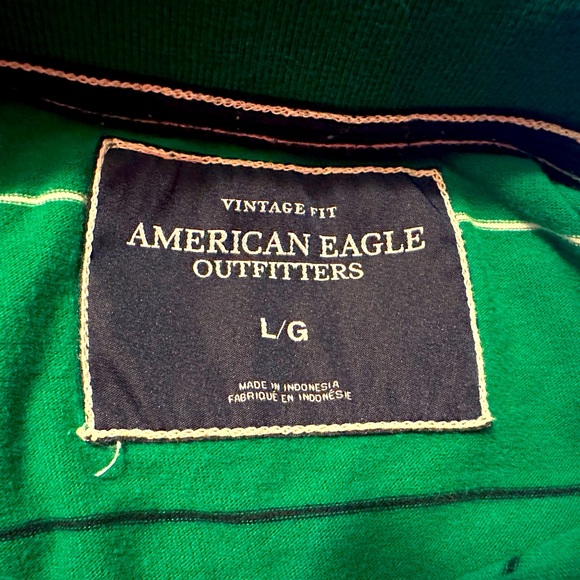 VINTAGE FIT
AMERICAN EAGLE
OUTFITTERS
L/G
MADE IN INDONESIA
FABRIQUÉ EN INDONÉSIE